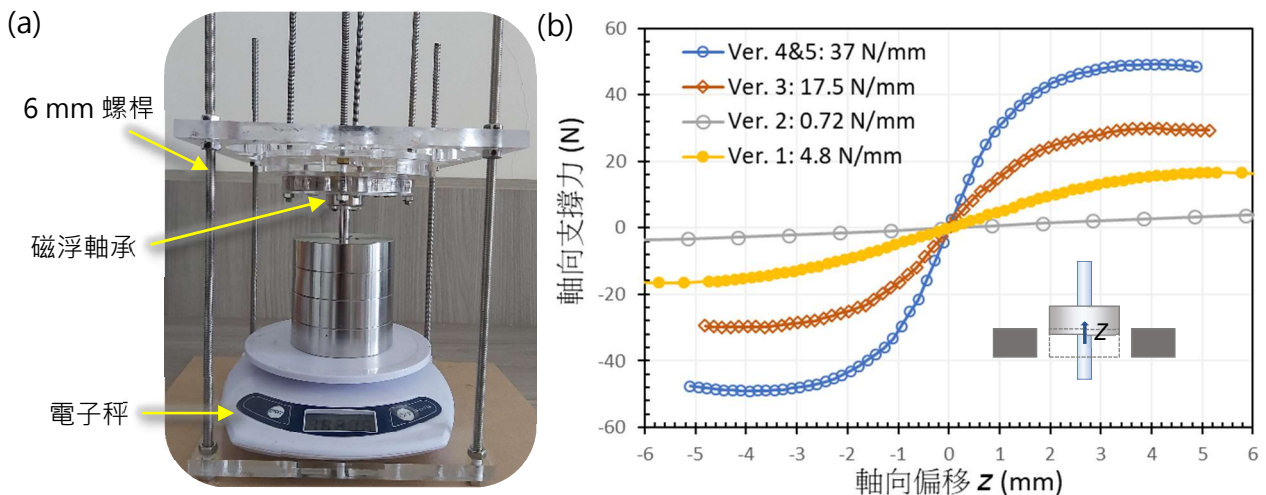 (a)
6 mm 螺桿
磁浮軸承
電子秤
(b)
軸向支撐力 (N)
60
40
20
0
-20
-40
-60
Ver. 4&5: 37 N/mm
Ver. 3: 17.5 N/mm
Ver. 2: 0.72 N/mm
Ver. 1: 4.8 N/mm
Z
-6 -5 -4 -3 -2 -1 0 1 2 3 4 5 6
軸向偏移 z (mm)